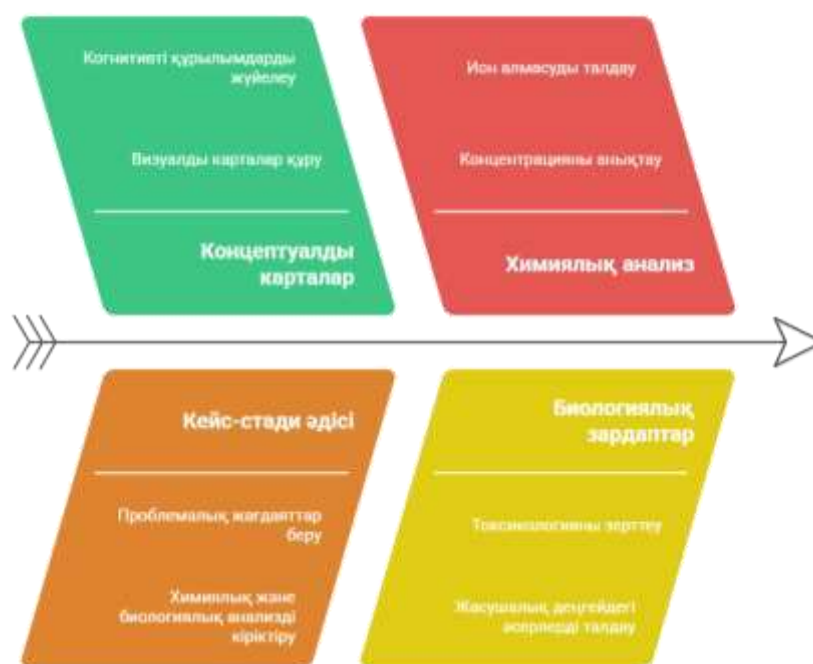 Когнитивті құрылымдарды
жүйелеу
Визуалды карталар құру
Концептуалды
карталар
Ион алмасуды талдау
Концентрацияны анықтау
Химиялық анализ
Кейс-стади әдісі
Проблемалық жағдаяттар
беру
Химиялық және
биологиялық анализді
кіріктіру
Биологиялық
зардаптар
Токсикологияны зерттеу
Жасушалық деңгейдегі
әсерлерді талдау